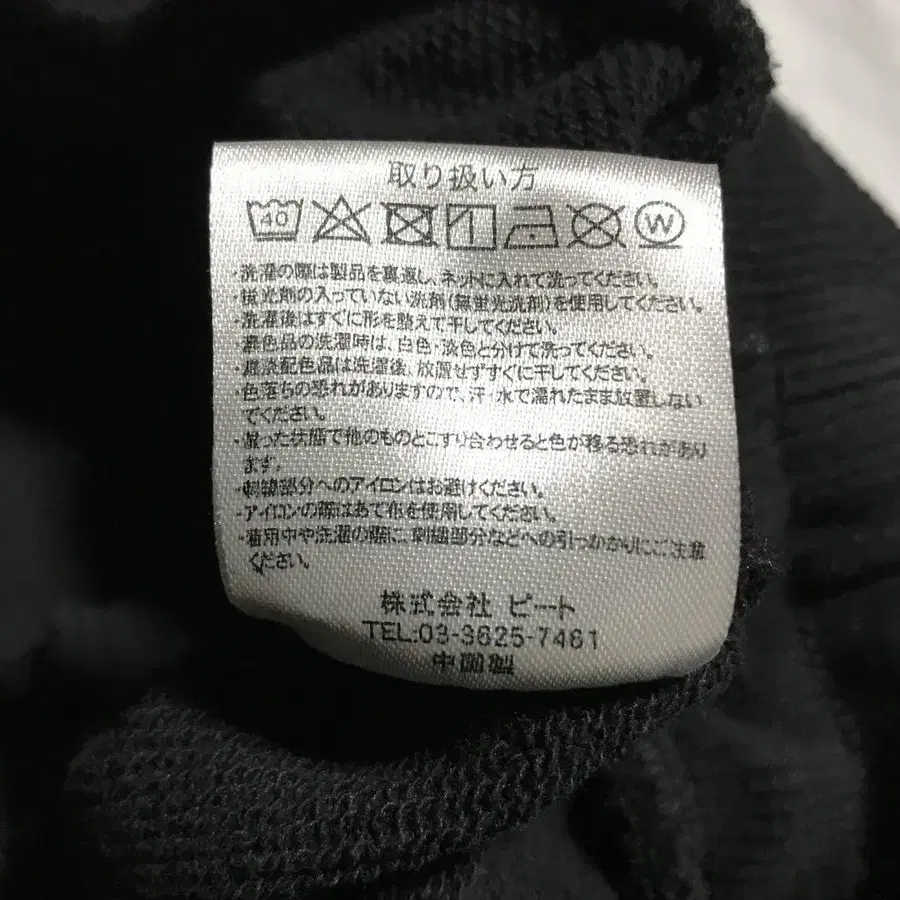 取り扱い方
40 W
・洗濯の際は製品を裏返し、ネットに入れて洗ってください。
・蛍光剤の入っていない洗剤(無蛍光洗剤)を使用してください。
・洗濯後はすぐに形を整えて干してください。
・濃色品の洗濯時は、白色・淡色と分けて洗ってください。
・濃淡配色品は洗濯後、放置せずすぐに干してください。
・色落ちの恐れがありますので、汗・水で濡れたまま放置しない
でください。
・湿った状態で他のものとこすり合わせると色が移る恐れがあり
ます。
・刺繍部分へのアイロンはお避けください。
・アイロンの際はあて布を使用してください。
・着用中や洗濯の際に、刺繍部分などへの引っかかりにご注意
ください。
株式会社 ビート
TEL:03-3625-7461
中国製